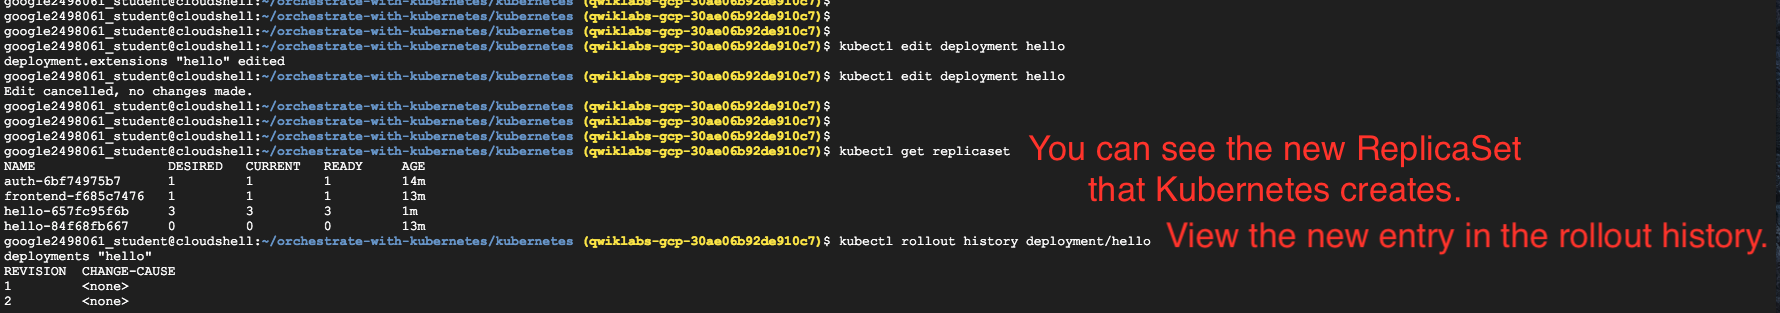 google2498061_student@cloudshell:~/orchestrate-with-kubernetes/kubernetes (qwiklabs-gcp-30ae06b92de910c7)$
google2498061_student@cloudshell:~/orchestrate-with-kubernetes/kubernetes (qwiklabs-gcp-30ae06b92de910c7)$
google2498061_student@cloudshell:~/orchestrate-with-kubernetes/kubernetes (qwiklabs-gcp-30ae06b92de910c7)$
google2498061_student@cloudshell:~/orchestrate-with-kubernetes/kubernetes (qwiklabs-gcp-30ae06b92de910c7)$ kubectl edit deployment hello
deployment.extensions "hello" edited
google2498061_student@cloudshell:~/orchestrate-with-kubernetes/kubernetes (qwiklabs-gcp-30ae06b92de910c7)$ kubectl edit deployment hello
Edit cancelled, no changes made.
google2498061_student@cloudshell:~/orchestrate-with-kubernetes/kubernetes (qwiklabs-gcp-30ae06b92de910c7)$
google2498061_student@cloudshell:~/orchestrate-with-kubernetes/kubernetes (qwiklabs-gcp-30ae06b92de910c7)$
google2498061_student@cloudshell:~/orchestrate-with-kubernetes/kubernetes (qwiklabs-gcp-30ae06b92de910c7)$
google2498061_student@cloudshell:~/orchestrate-with-kubernetes/kubernetes (qwiklabs-gcp-30ae06b92de910c7)$ kubectl get replicaset
You can see the new ReplicaSet
that Kubernetes creates.
NAME DESIRED CURRENT READY AGE
auth-6bf74975b7 1 1 1 14m
frontend-f685c7476 1 1 1 13m
hello-657fc95f6b 3 3 3 1m
hello-84f68fb667 0 0 0 13m
google2498061_student@cloudshell:~/orchestrate-with-kubernetes/kubernetes (qwiklabs-gcp-30ae06b92de910c7)$ kubectl rollout history deployment/hello
View the new entry in the rollout history.
deployments "hello"
REVISION CHANGE-CAUSE
1 <none>
2 <none>